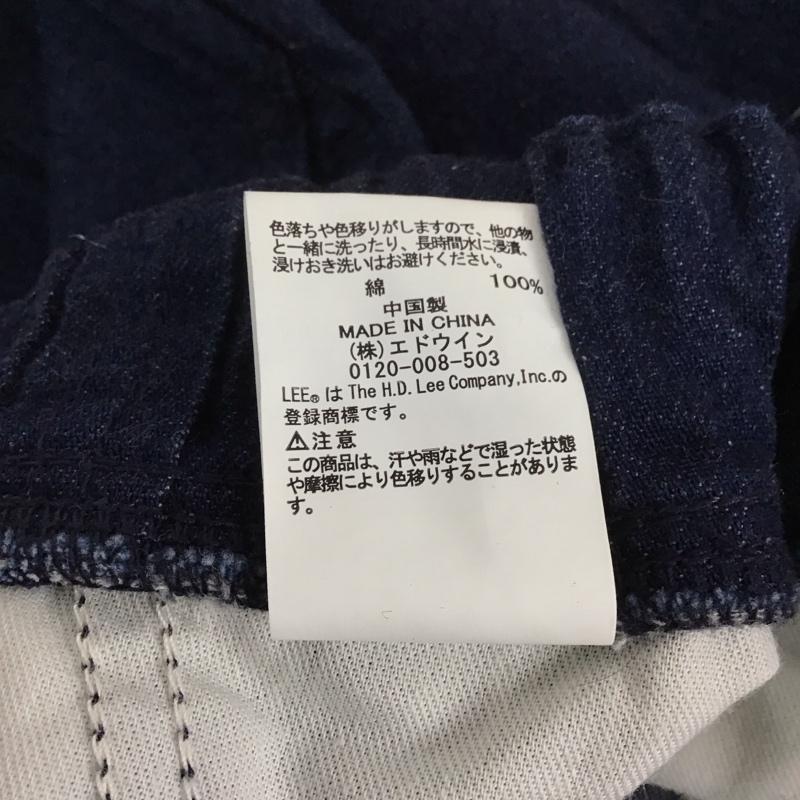 色落ちや色移りがしますので、他の物
と一緒に洗ったり、長時間水に浸漬、
浸けおき洗いはお避けください。
綿 100%
中国製
MADE IN CHINA
(株)エドウイン
0120-008-503
LEE® は The H.D. Lee Company,Inc.の
登録商標です。
⚠注意
この商品は、汗や雨などで湿った状態
や摩擦により色移りすることがありま
す。